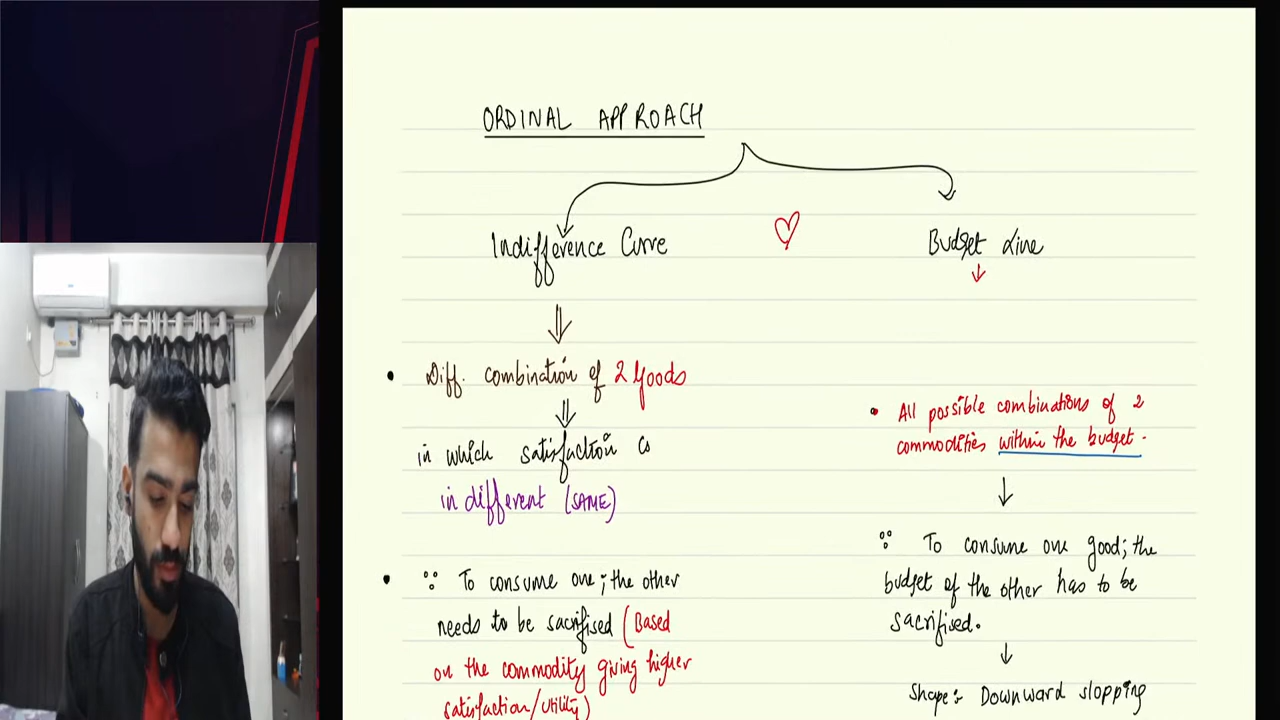 ORDINAL APPROACH
Indifference Curve
Budget Line
Diff. combination of 2 Goods
in which satisfaction is
in different (SAME)
• All possible combinations of 2
commodities within the budget.
• ∵ To consume one; the other
needs to be sacrifised (Based
on the commodity giving higher
satisfaction/utility)
∵ To consume one good; the
budget of the other has to be
sacrifised.
Shape:- Downward slopping